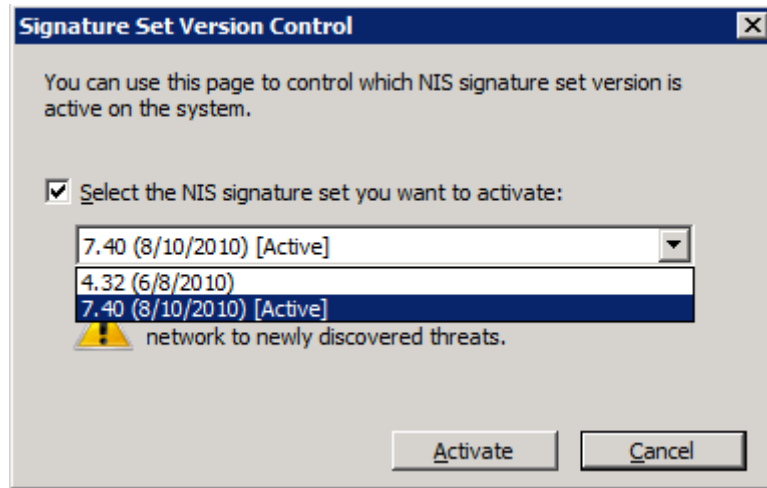 Signature Set Version Control
You can use this page to control which NIS signature set version is
active on the system.
Select the NIS signature set you want to activate:
7.40 (8/10/2010) [Active]
4.32 (6/8/2010)
7.40 (8/10/2010) [Active]
network to newly discovered threats.
Activate
Cancel